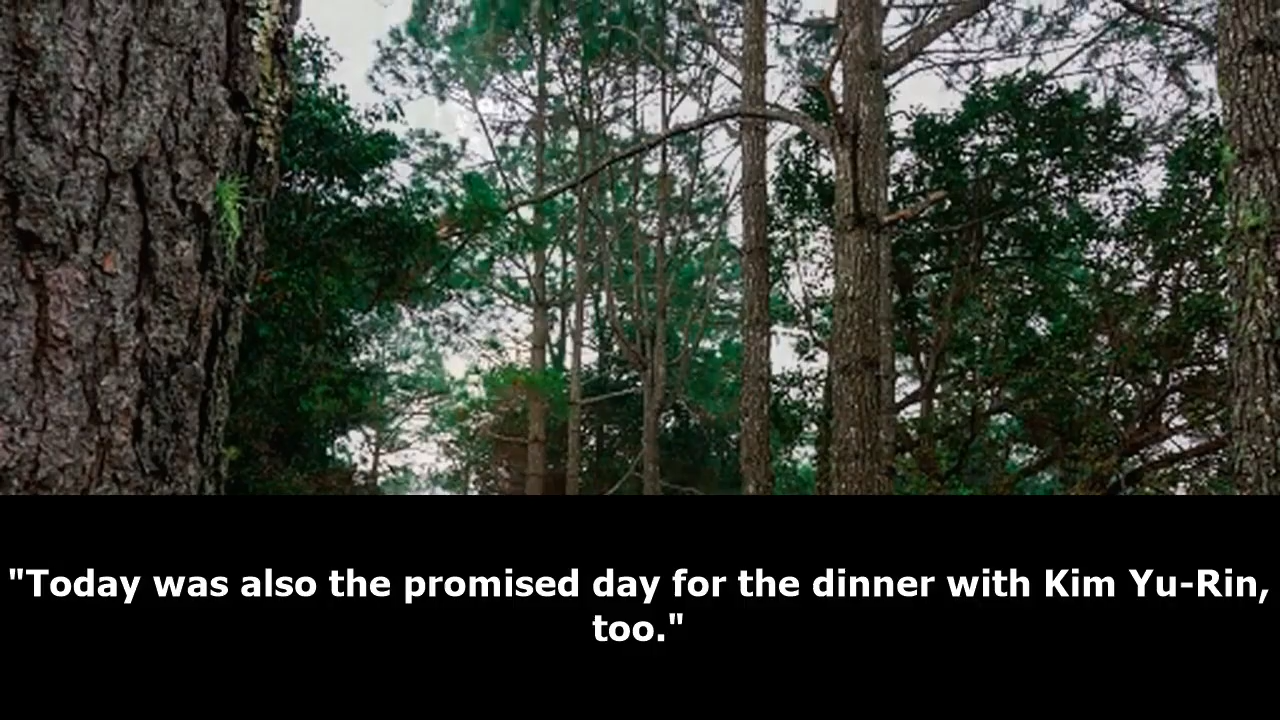 "Today was also the promised day for the dinner with Kim Yu-Rin,
too."